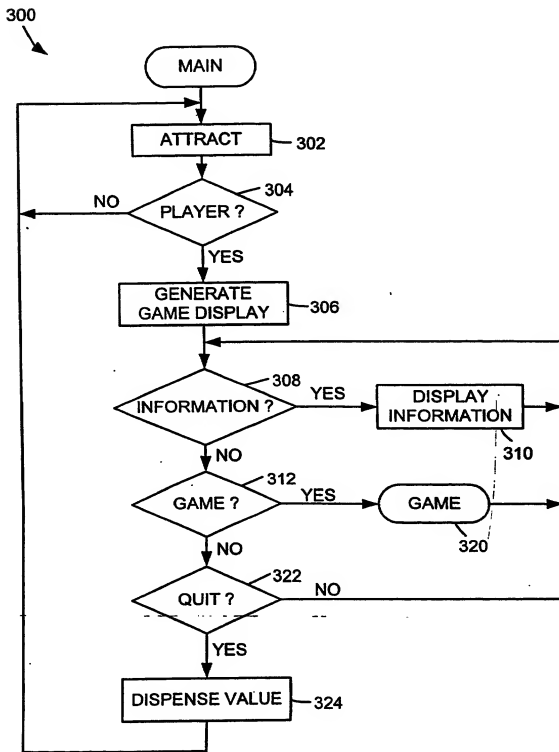 300
MAIN
ATTRACT
302
304
NO
PLAYER ?
YES
GENERATE
GAME DISPLAY
306
308
INFORMATION ?
YES
DISPLAY
INFORMATION
310
NO
312
GAME ?
YES
GAME
320
NO
322
QUIT ?
NO
YES
DISPENSE VALUE
324